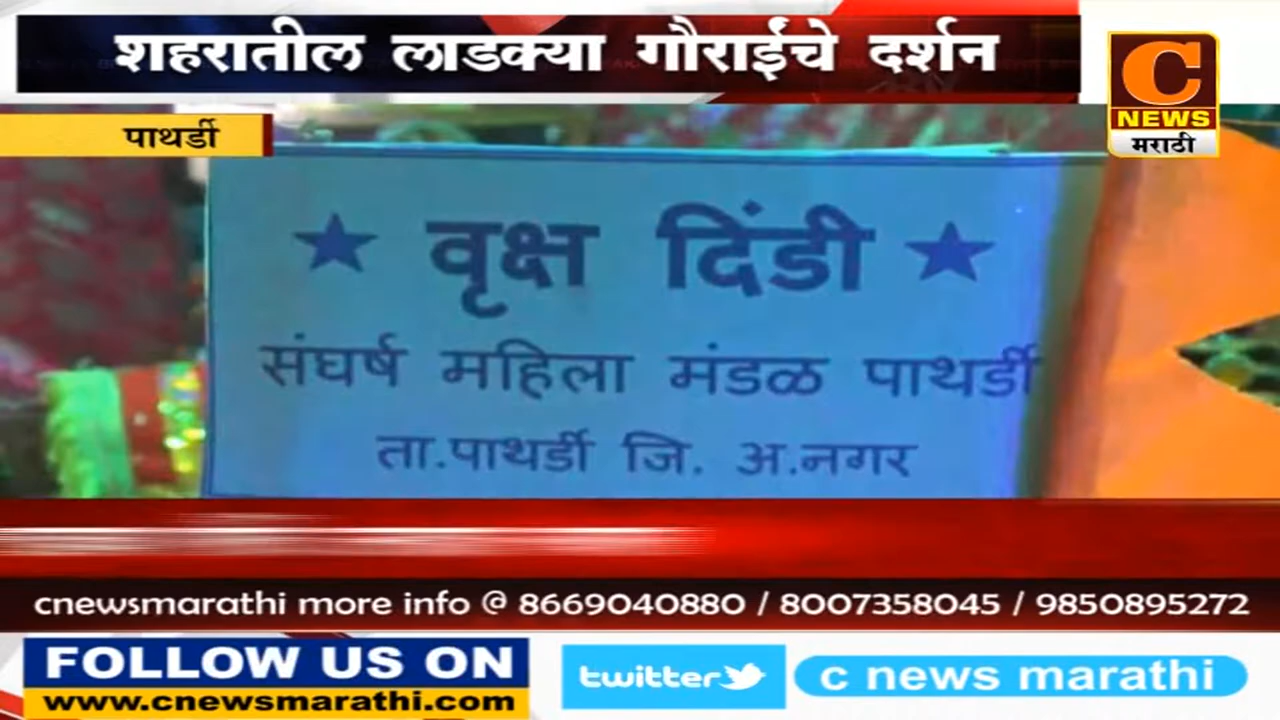 शहरातील लाडक्या गौराईंचे दर्शन
C
NEWS
मराठी
पाथर्डी
★ वृक्ष दिंडी ★
संघर्ष महिला मंडळ पाथर्डी
ता.पाथर्डी जि. अ.नगर
cnewsmarathi more info @ 8669040880 / 8007358045 / 9850895272
FOLLOW US ON
www.cnewsmarathi.com
twitter
c news marathi